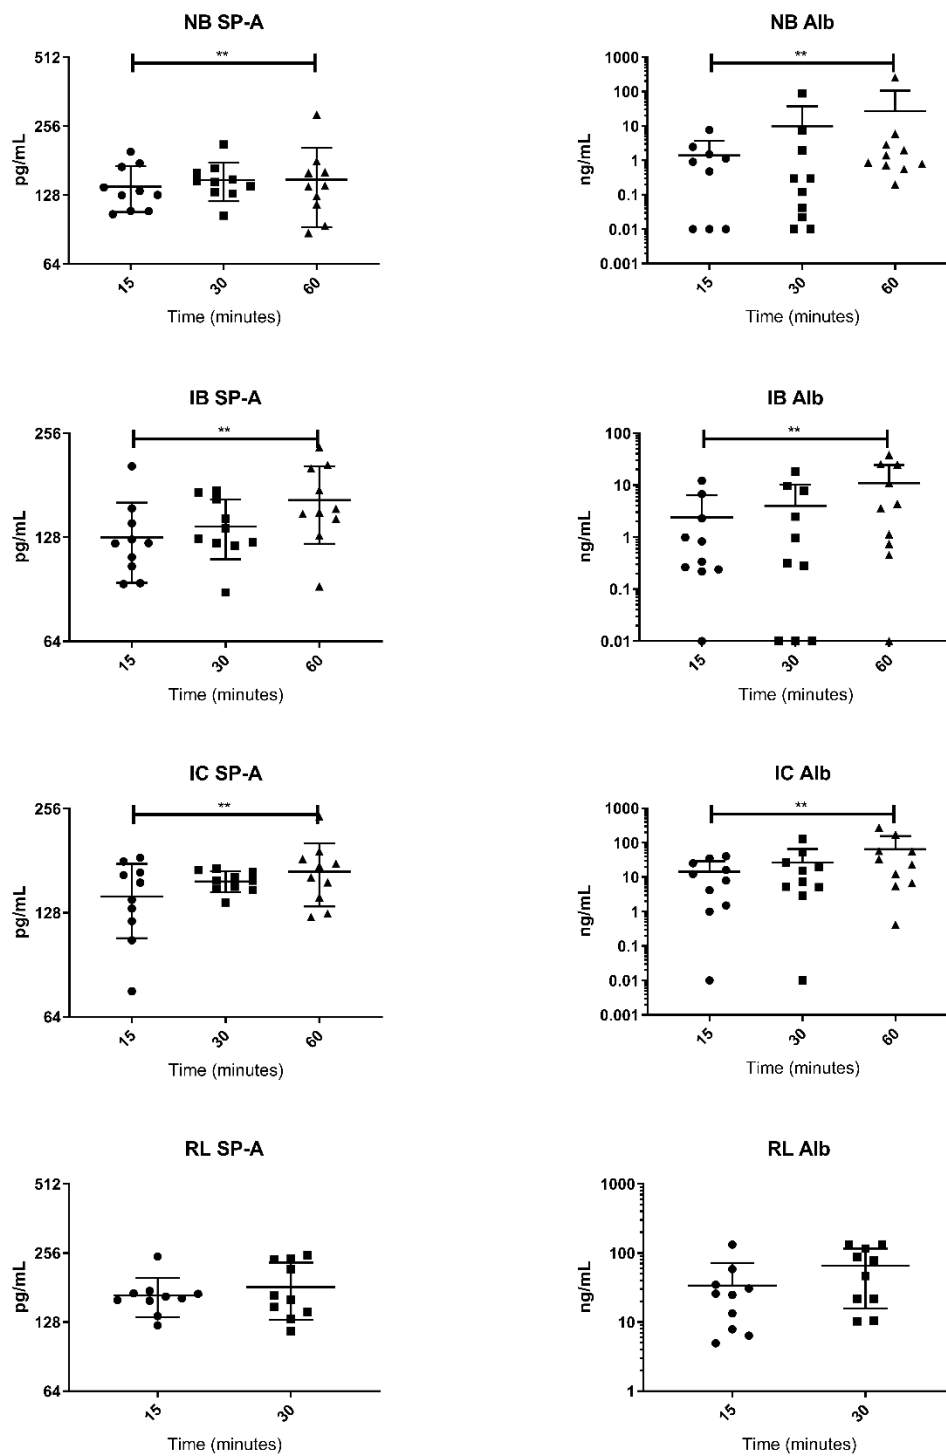 NB SP-A
**
512
256
128
64
pg/mL
15
30
60
Time (minutes)
NB Alb
**
1000
100
10
1
0.1
0.01
0.001
ng/mL
15
30
60
Time (minutes)
IB SP-A
**
256
128
64
pg/mL
15
30
60
Time (minutes)
IB Alb
**
100
10
1
0.1
0.01
ng/mL
15
30
60
Time (minutes)
IC SP-A
**
256
128
64
pg/mL
15
30
60
Time (minutes)
IC Alb
**
1000
100
10
1
0.1
0.01
0.001
ng/mL
15
30
60
Time (minutes)
RL SP-A
512
256
128
64
pg/mL
15
30
Time (minutes)
RL Alb
1000
100
10
1
ng/mL
15
30
Time (minutes)